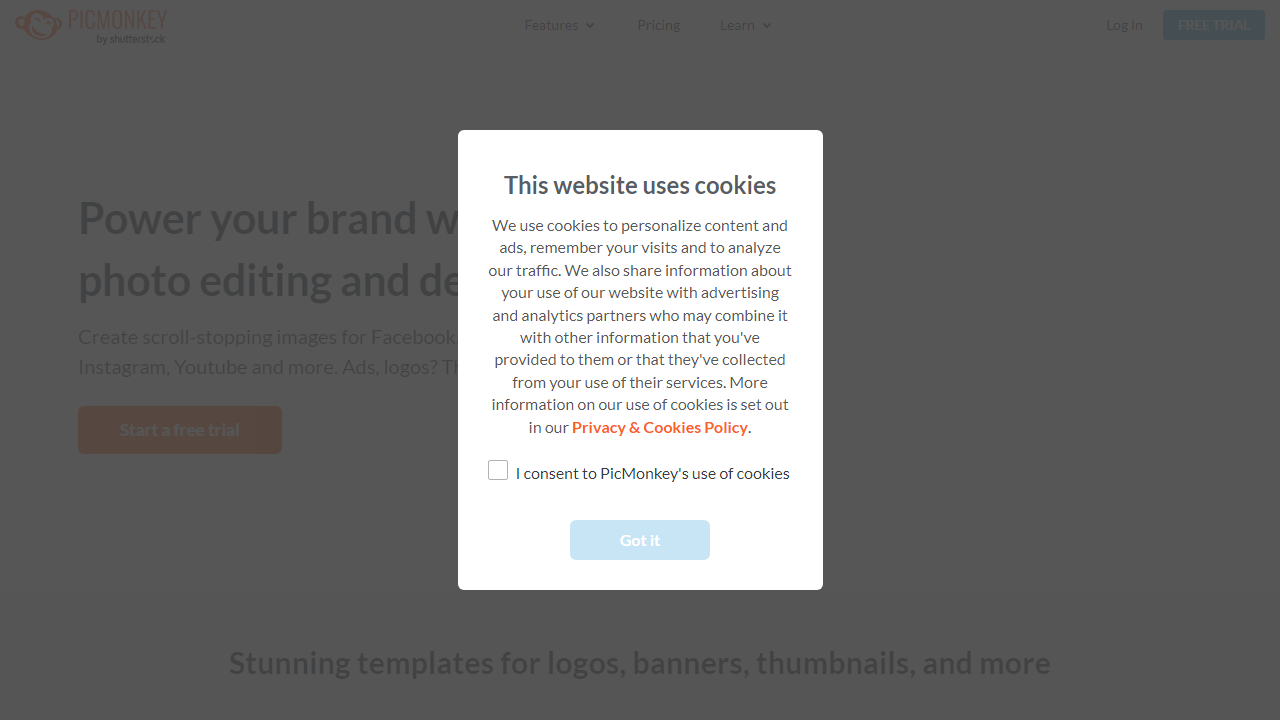 PICMONKEY
by shutterstock
Features
Pricing
Learn
Log In
FREE TRIAL
Power your brand w
photo editing and de
Create scroll-stopping images for Facebook,
Instagram, Youtube and more. Ads, logos? Th
Start a free trial
This website uses cookies
We use cookies to personalize content and
ads, remember your visits and to analyze
our traffic. We also share information about
your use of our website with advertising
and analytics partners who may combine it
with other information that you've
provided to them or that they've collected
from your use of their services. More
information on our use of cookies is set out
in our Privacy & Cookies Policy.
I consent to PicMonkey's use of cookies
Got it
Stunning templates for logos, banners, thumbnails, and more